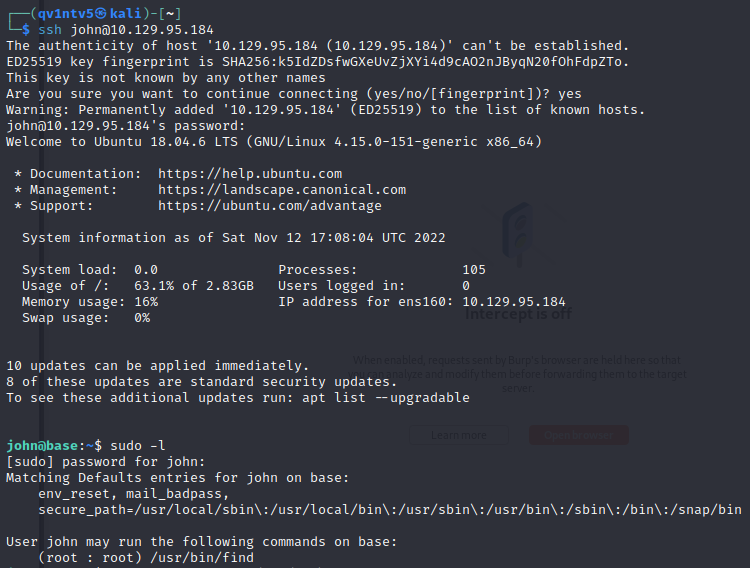 ┌──(qv1ntv5㉿kali)-[~]
└─$ ssh john@10.129.95.184
The authenticity of host '10.129.95.184 (10.129.95.184)' can't be established.
ED25519 key fingerprint is SHA256:k5IdZDsfwGXeUvZjXYi4d9cAO2nJByqN20fOhFdpZTo.
This key is not known by any other names
Are you sure you want to continue connecting (yes/no/[fingerprint])? yes
Warning: Permanently added '10.129.95.184' (ED25519) to the list of known hosts.
john@10.129.95.184's password:
Welcome to Ubuntu 18.04.6 LTS (GNU/Linux 4.15.0-151-generic x86_64)
* Documentation:  https://help.ubuntu.com
* Management:     https://landscape.canonical.com
* Support:        https://ubuntu.com/advantage
System information as of Sat Nov 12 17:08:04 UTC 2022
System load:  0.0               Processes:             105
Usage of /:   63.1% of 2.83GB   Users logged in:       0
Memory usage: 16%               IP address for ens160: 10.129.95.184
Swap usage:   0%
Intercept is off
10 updates can be applied immediately.
When enabled, requests sent by Burp's browser are held here so that
8 of these updates are standard security updates.
you can analyze and modify them before forwarding them to the target
server.
To see these additional updates run: apt list --upgradable
Learn more
john@base:~$ sudo -l
[sudo] password for john:
Matching Defaults entries for john on base:
env_reset, mail_badpass,
secure_path=/usr/local/sbin\:/usr/local/bin\:/usr/sbin\:/usr/bin\:/sbin\:/bin\:/snap/bin
User john may run the following commands on base:
(root : root) /usr/bin/find